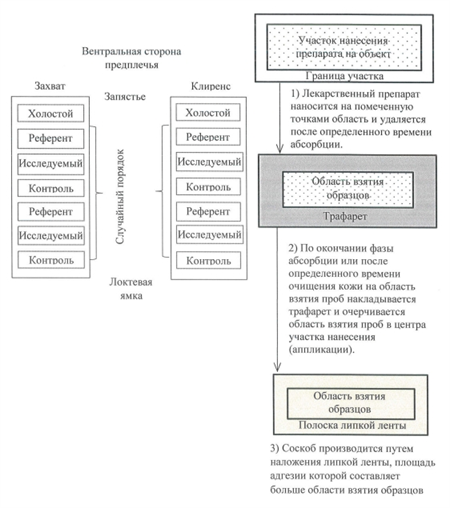 Вентральная сторона
предплечья
Захват
Запястье
Клиренс
Холостой
Референт
Исследуемый
Контроль
Референт
Исследуемый
Контроль
Случайный порядок
Холостой
Референт
Исследуемый
Контроль
Референт
Исследуемый
Контроль
Локтевая
ямка
Участок нанесения
препарата на объект
Граница участка
1) Лекарственный препарат
наносится на помеченную
точками область и удаляется
после определенного времени
абсорбции.
Область взятия
образцов
Трафарет
2) По окончании фазы
абсорбции или после
определенного времени
очищения кожи на область
взятия проб накладывается
трафарет и очерчивается
область взятия проб в центра
участка нанесения
(аппликации).
Область взятия
образцов
Полоска липкой ленты
3) Соскоб производится путем
наложения липкой ленты, площадь
адгезии которой составляет
больше области взятия образцов